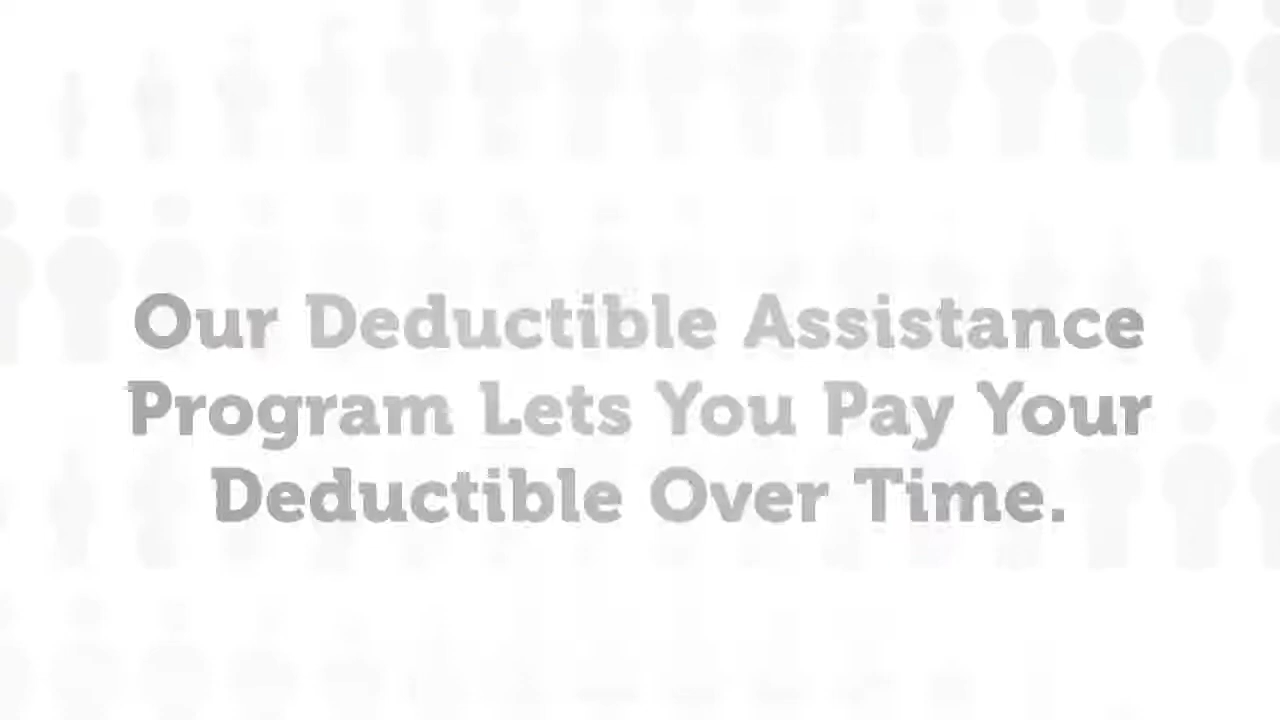 Our Deductible Assistance
Program Lets You Pay Your
Deductible Over Time.